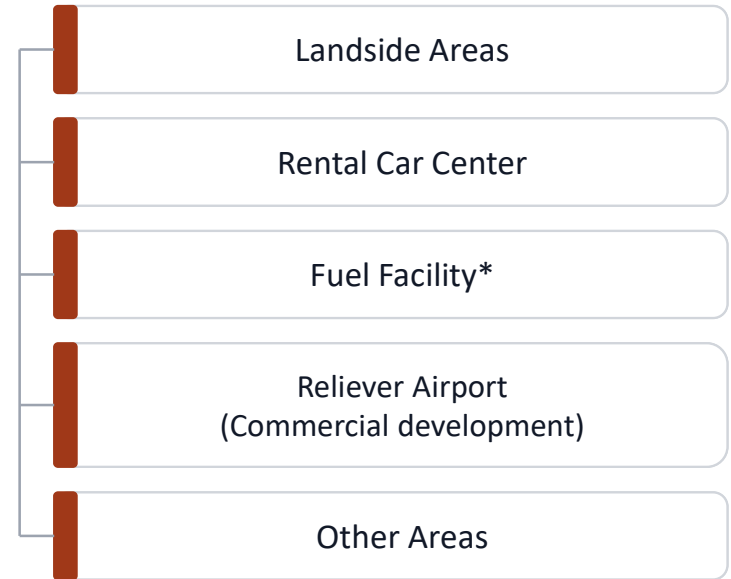 Landside Areas
Rental Car Center
Fuel Facility*
Reliever Airport
(Commercial development)
Other Areas